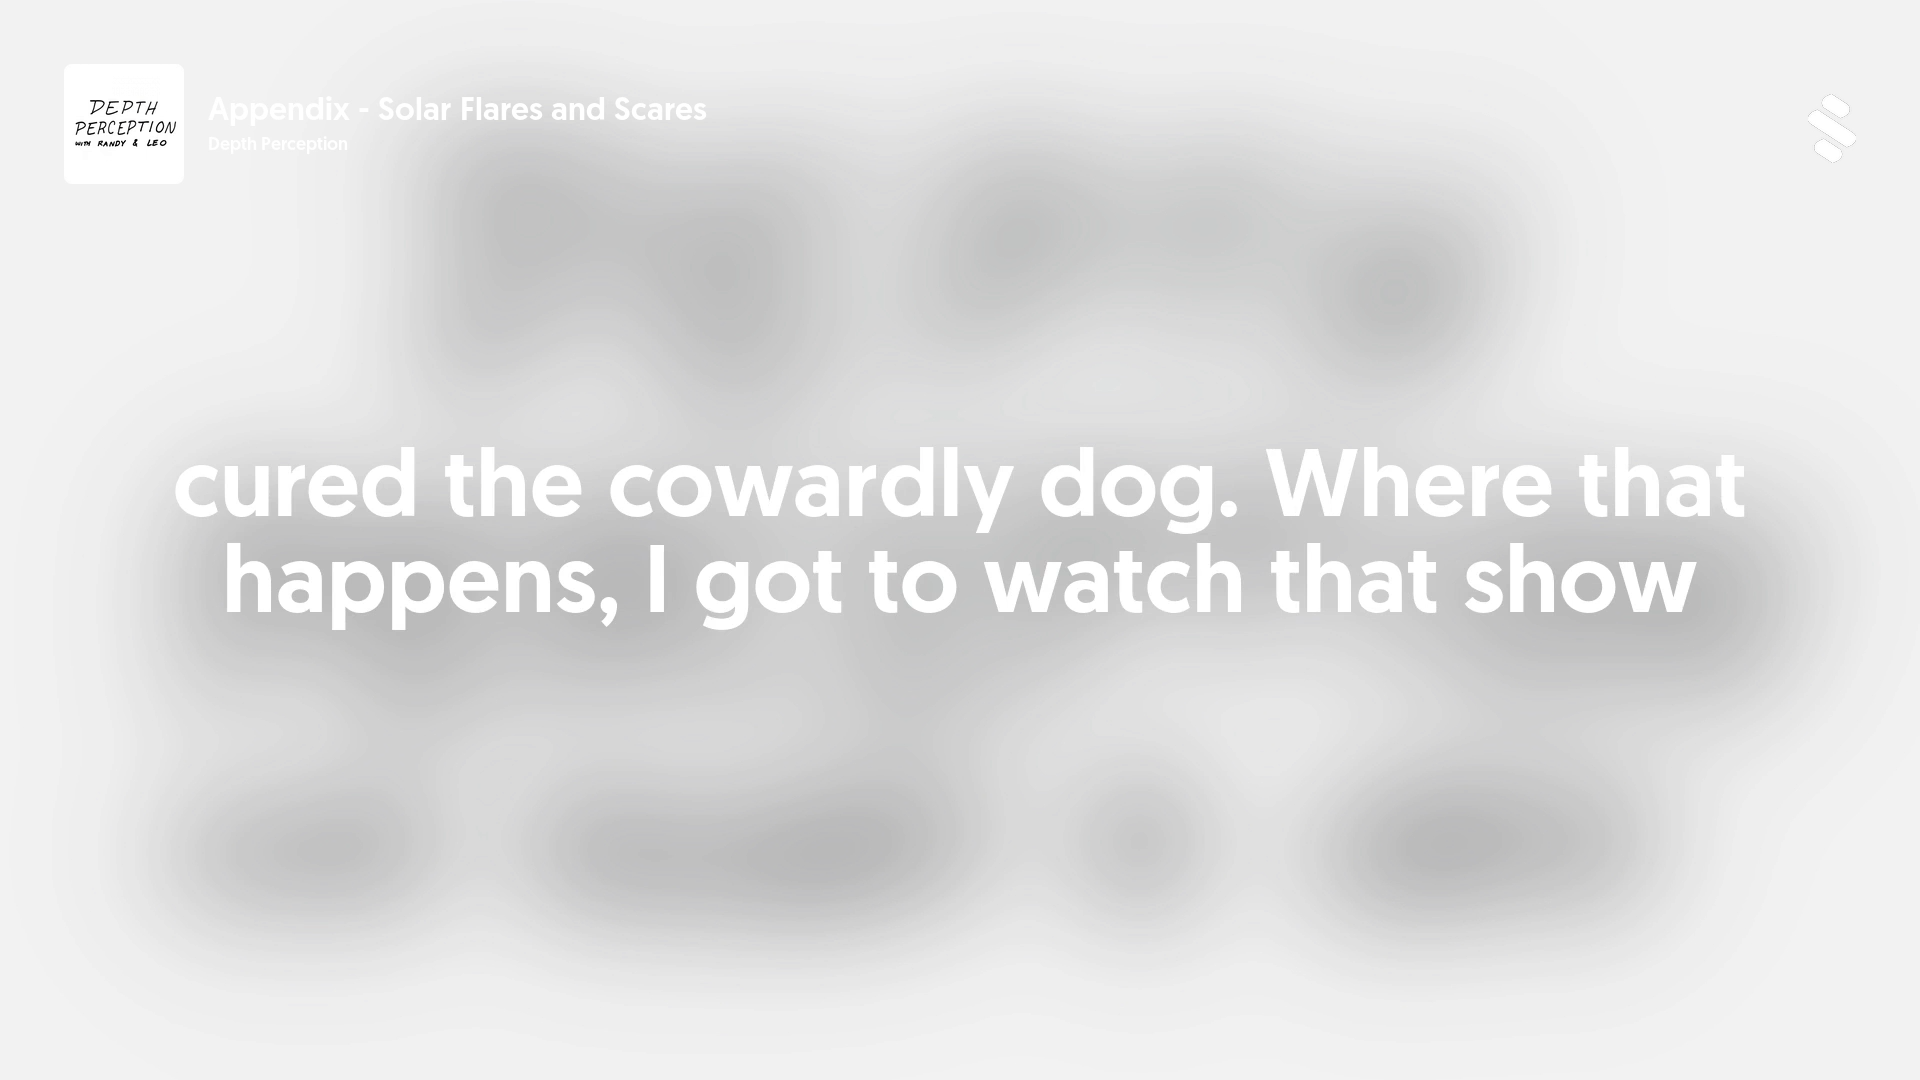 DEPTH
PERCEPTION
WITH RANDY & LEO
Appendix - Solar Flares and Scares
Depth Perception
cured the cowardly dog. Where that
happens, I got to watch that show